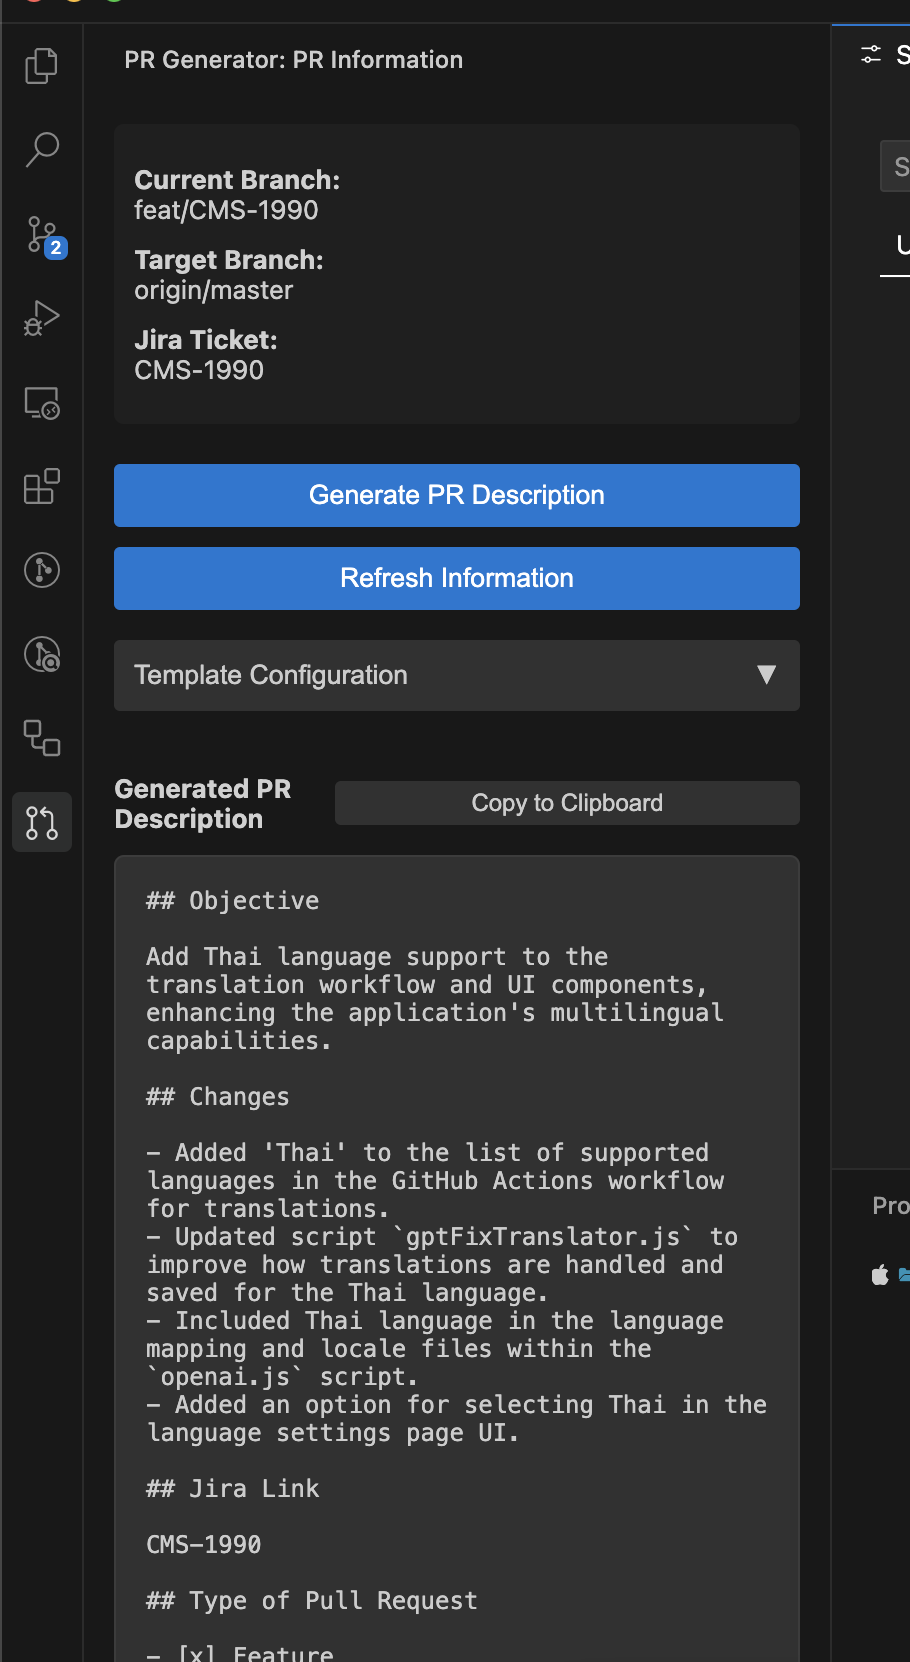 PR Generator: PR Information
S
Current Branch:
feat/CMS-1990
Target Branch:
origin/master
Jira Ticket:
CMS-1990
S
U
2
Generate PR Description
Refresh Information
Template Configuration
Generated PR
Description
Copy to Clipboard
## Objective
Add Thai language support to the
translation workflow and UI components,
enhancing the application's multilingual
capabilities.
## Changes
– Added 'Thai' to the list of supported
languages in the GitHub Actions workflow
for translations.
– Updated script `gptFixTranslator.js` to
improve how translations are handled and
saved for the Thai language.
– Included Thai language in the language
mapping and locale files within the
`openai.js` script.
– Added an option for selecting Thai in the
language settings page UI.
## Jira Link
CMS–1990
## Type of Pull Request
– [x] Feature
Pro